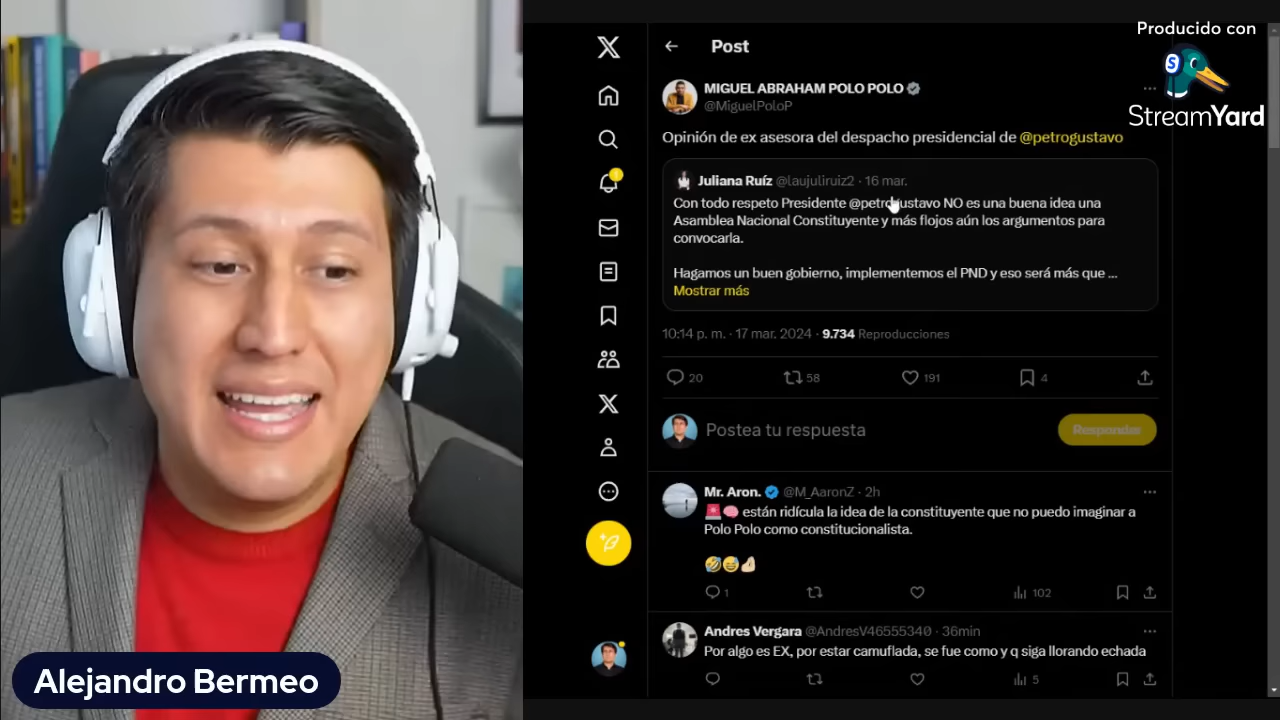 Producido con
StreamYard
Post
MIGUEL ABRAHAM POLO POLO
@MiguelPoloP
Opinión de ex asesora del despacho presidencial de @petrogustavo
Juliana Ruíz @laujuliruiz2 · 16 mar.
Con todo respeto Presidente @petrogustavo NO es una buena idea una
Asamblea Nacional Constituyente y más flojos aún los argumentos para
convocarla.
Hagamos un buen gobierno, implementemos el PND y eso será más que ...
Mostrar más
10:14 p. m. · 17 mar. 2024 · 9.734 Reproducciones
20 58 191 4
Postea tu respuesta
Responder
Mr. Aron. @M_AaronZ · 2h
🚨🧠 están ridícula la idea de la constituyente que no puedo imaginar a
Polo Polo como constitucionalista.
🤣😅🤌🏻
1 102
Andres Vergara @AndresV46555340 · 36min
Por algo es EX, por estar camuflada, se fue como y q siga llorando echada
5
Alejandro Bermeo